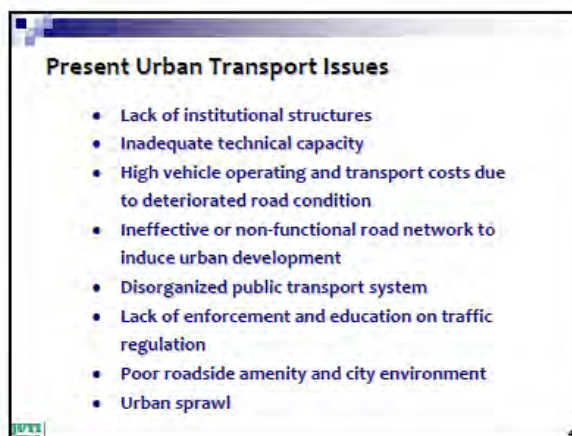 Present Urban Transport Issues
• Lack of institutional structures
• Inadequate technical capacity
• High vehicle operating and transport costs due
to deteriorated road condition
• Ineffective or non-functional road network to
induce urban development
• Disorganized public transport system
• Lack of enforcement and education on traffic
regulation
• Poor roadside amenity and city environment
• Urban sprawl